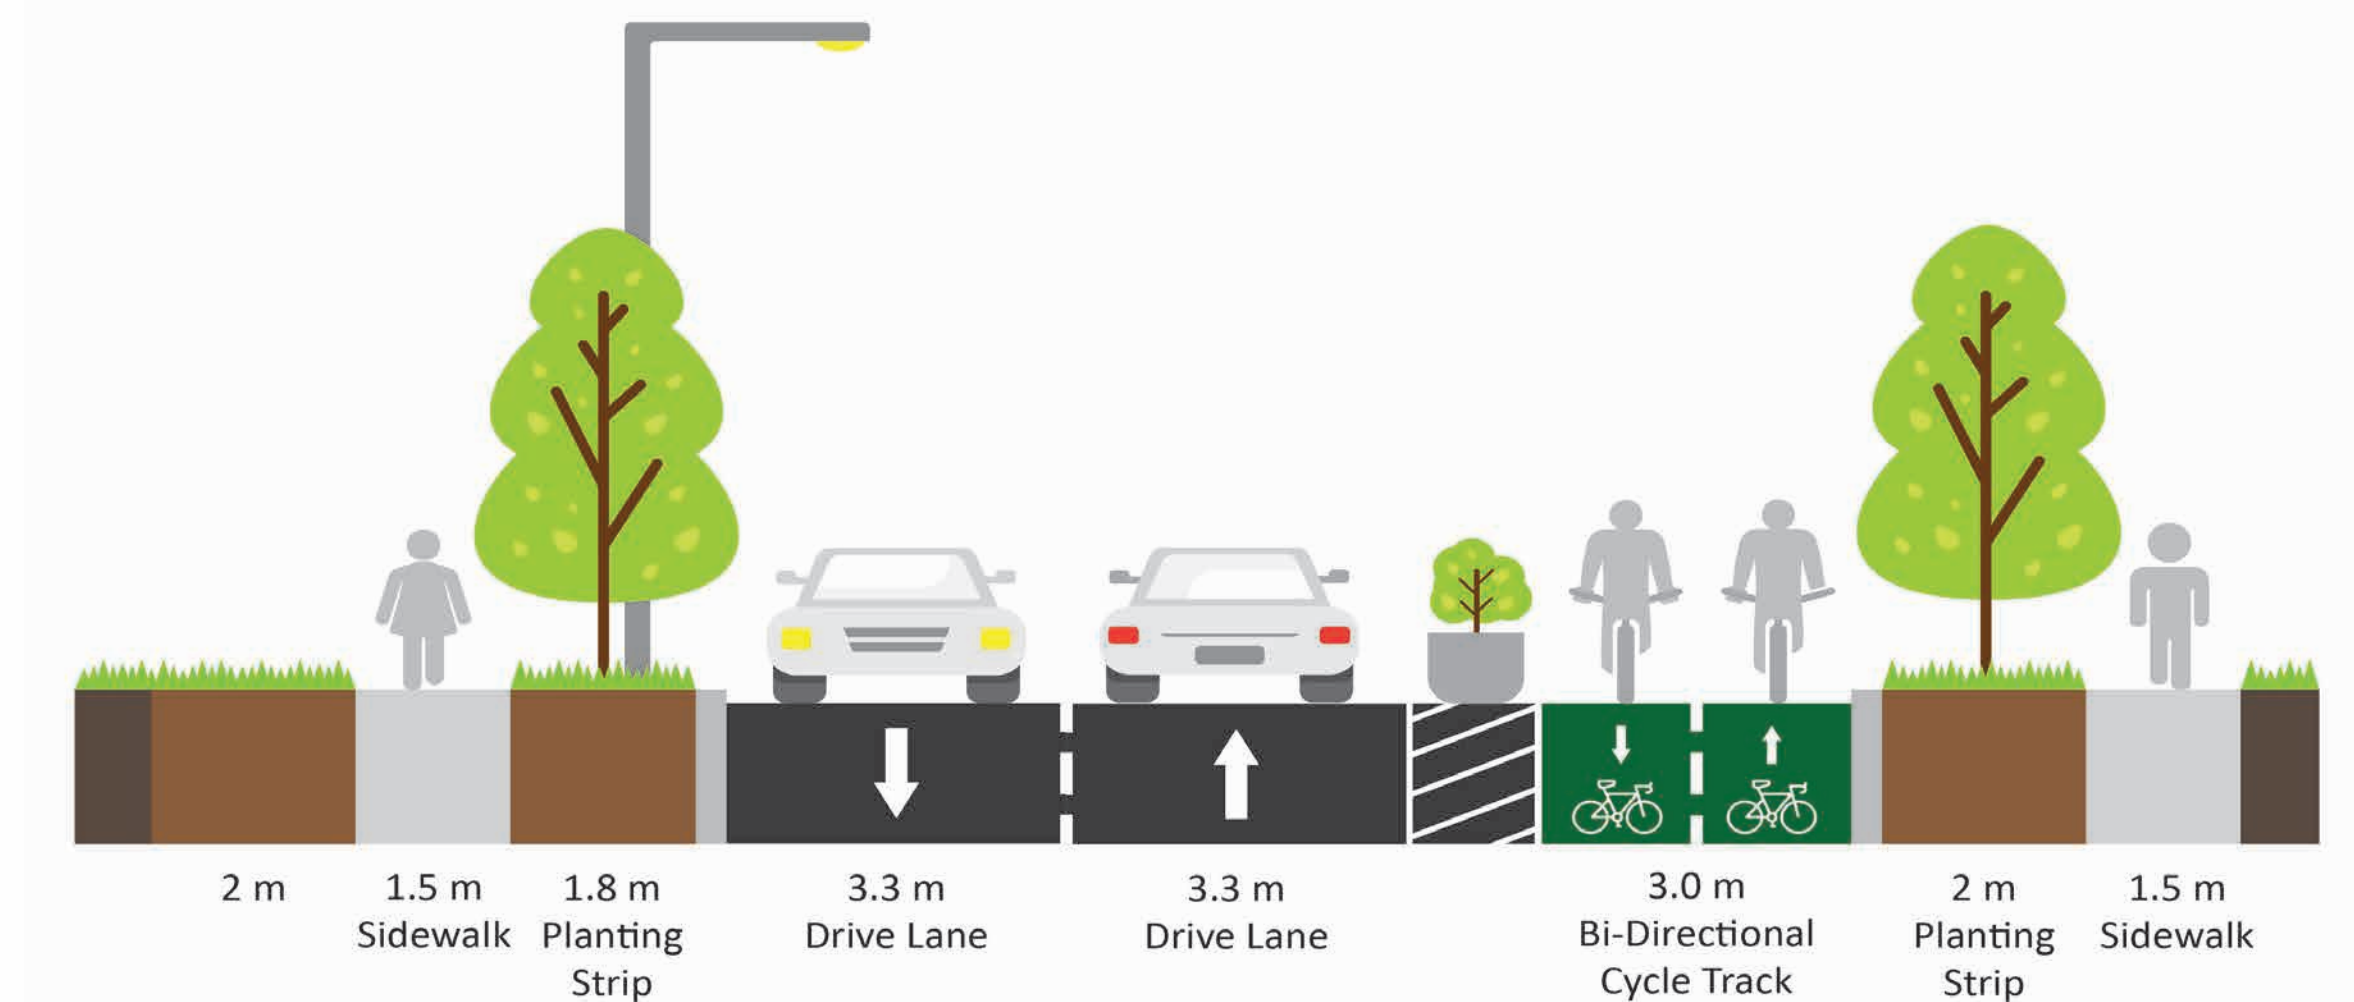 2 m
1.5 m
Sidewalk
1.8 m
Planting
Strip
3.3 m
Drive Lane
3.3 m
Drive Lane
3.0 m
Bi-Directional
Cycle Track
2 m
Planting
Strip
1.5 m
Sidewalk